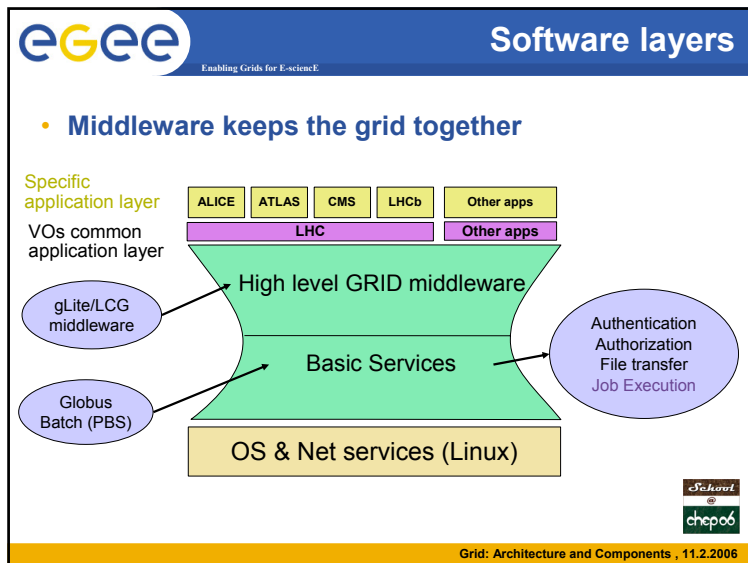 egee
Software layers
Enabling Grids for E-sciencE
• Middleware keeps the grid together
Specific
application layer
ALICE
ATLAS
CMS
LHCb
Other apps
VOs common
application layer
LHC
Other apps
High level GRID middleware
gLite/LCG
middleware
Authentication
Authorization
File transfer
Job Execution
Basic Services
Globus
Batch (PBS)
OS & Net services (Linux)
School
@
chep06
Grid: Architecture and Components , 11.2.2006